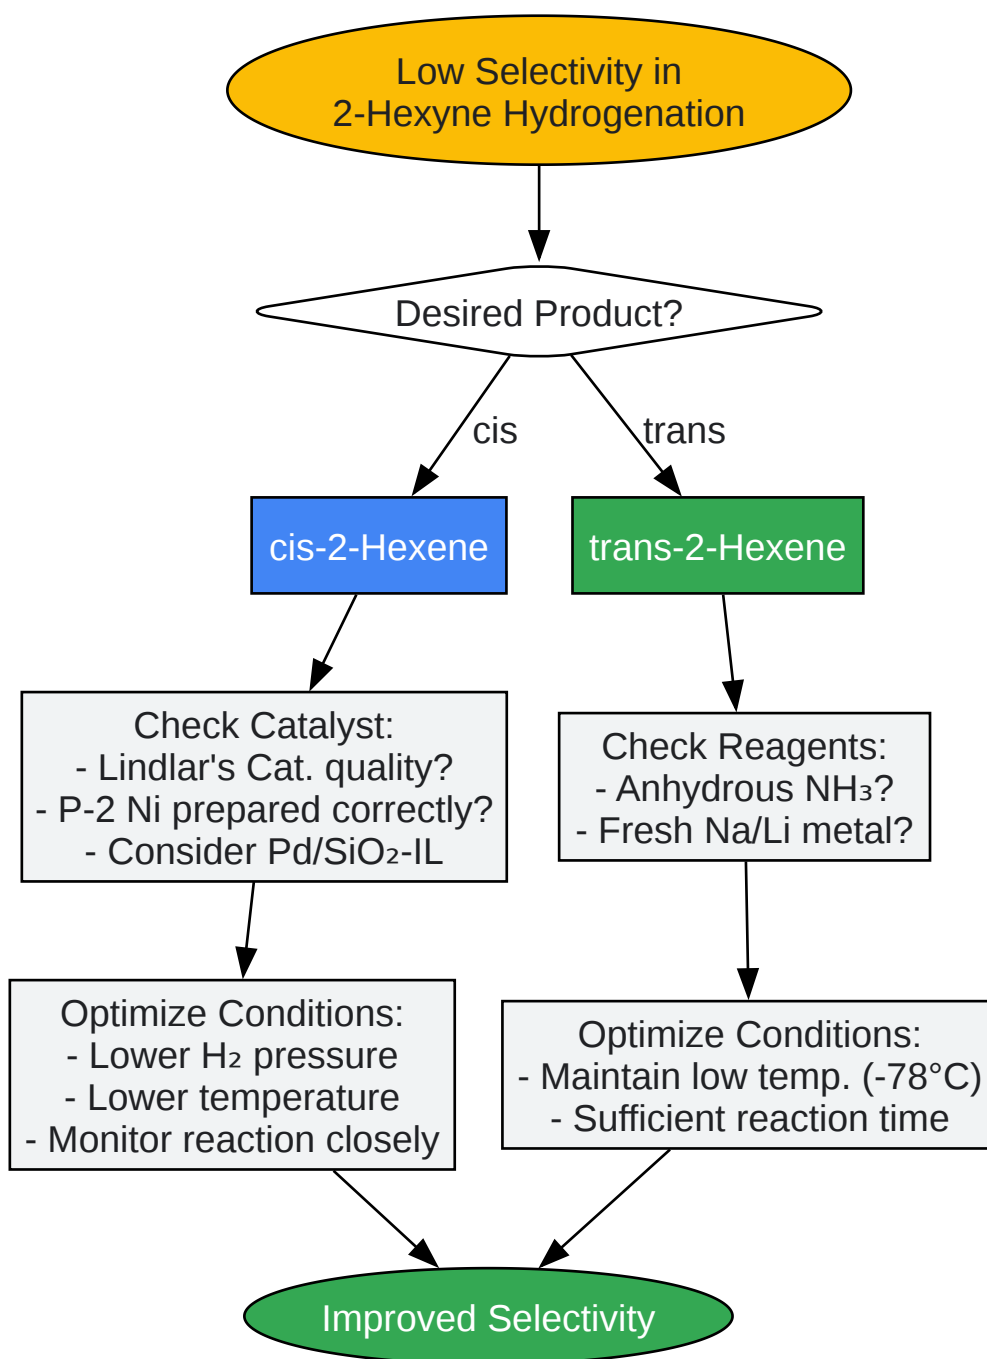 Low Selectivity in
2-Hexyne Hydrogenation
Desired Product?
cis
trans
cis-2-Hexene
trans-2-Hexene
Check Catalyst:
- Lindlar's Cat. quality?
- P-2 Ni prepared correctly?
- Consider Pd/SiO₂-IL
Check Reagents:
- Anhydrous NH₃?
- Fresh Na/Li metal?
Optimize Conditions:
- Lower H₂ pressure
- Lower temperature
- Monitor reaction closely
Optimize Conditions:
- Maintain low temp. (-78°C)
- Sufficient reaction time
Improved Selectivity